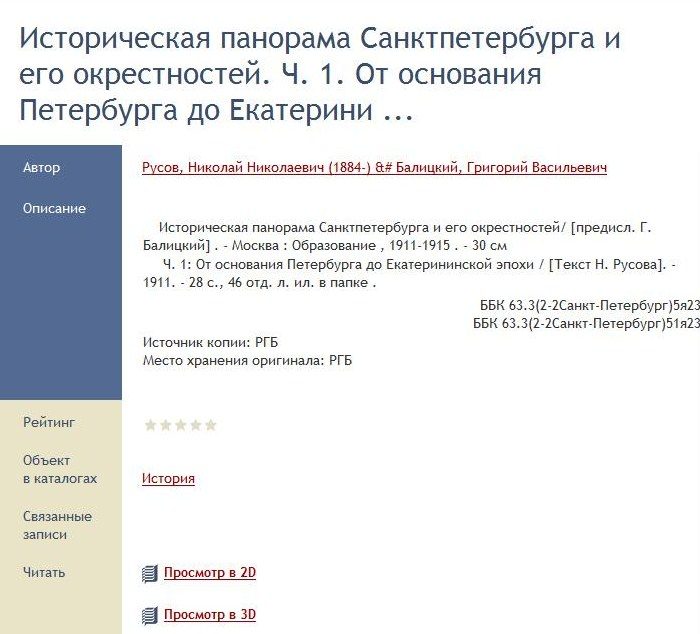 Историческая панорама Санктпетербурга и
его окрестностей. Ч. 1. От основания
Петербурга до Екатерини ...
Автор
Русов, Николай Николаевич (1884-) &# Балицкий, Григорий Васильевич
Описание
Историческая панорама Санктпетербурга и его окрестностей/ [предисл. Г.
Балицкий] . - Москва : Образование , 1911-1915 . - 30 см
Ч. 1: От основания Петербурга до Екатерининской эпохи / [Текст Н. Русова]. -
1911. - 28 с., 46 отд. л. ил. в папке .
ББК 63.3(2-2Санкт-Петербург)5я23
ББК 63.3(2-2Санкт-Петербург)51я23
Источник копии: РГБ
Место хранения оригинала: РГБ
Рейтинг
Объект
в каталогах
История
Связанные
записи
Читать
Просмотр в 2D
Просмотр в 3D